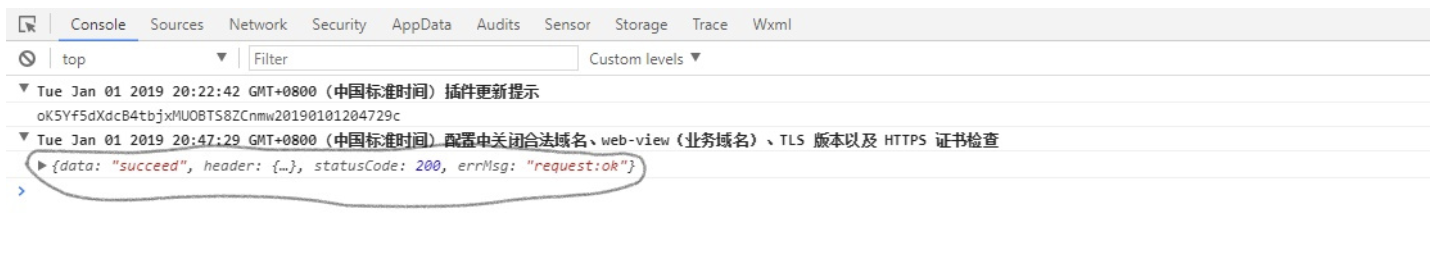 Console Sources Network Security AppData Audits Sensor Storage Trace Wxml
top Filter Custom levels
Tue Jan 01 2019 20:22:42 GMT+0800 (中国标准时间) 插件更新提示
oK5Yf5dXdcB4tbjxMUOBTS8ZCnmw20190101204729c
Tue Jan 01 2019 20:47:29 GMT+0800 (中国标准时间) 配置中关闭合法域名、web-view (业务域名) 、TLS 版本以及 HTTPS 证书检查
{data: "succeed", header: {…}, statusCode: 200, errMsg: "request:ok"}